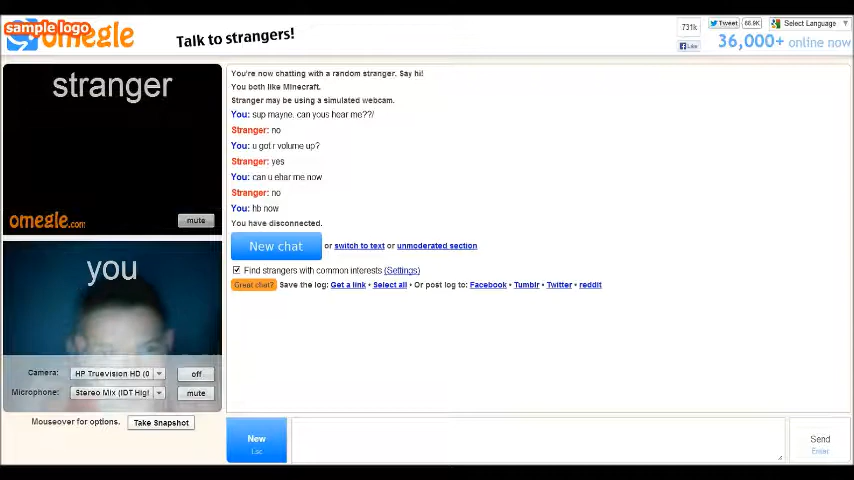 sample logo
omegle
Talk to strangers!
731k
Like
Tweet
Select Language
36,000+ online now
stranger
omegle.com
mute
you
Camera:
HP Truevision HD (0
off
Microphone:
Stereo Mix (IDT High
mute
Mouseover for options.
Take Snapshot
You're now chatting with a random stranger. Say hi!
You both like Minecraft.
Stranger may be using a simulated webcam.
You: sup mayne. can yous hear me??/
Stranger: no
You: u got r volume up?
Stranger: yes
You: can u ehar me now
Stranger: no
You: hb now
You have disconnected.
New chat or switch to text or unmoderated section
Find strangers with common interests (Settings)
Great chat? Save the log: Get a link • Select all • Or post log to: Facebook • Tumblr • Twitter • reddit
New
Esc
Send
Enter